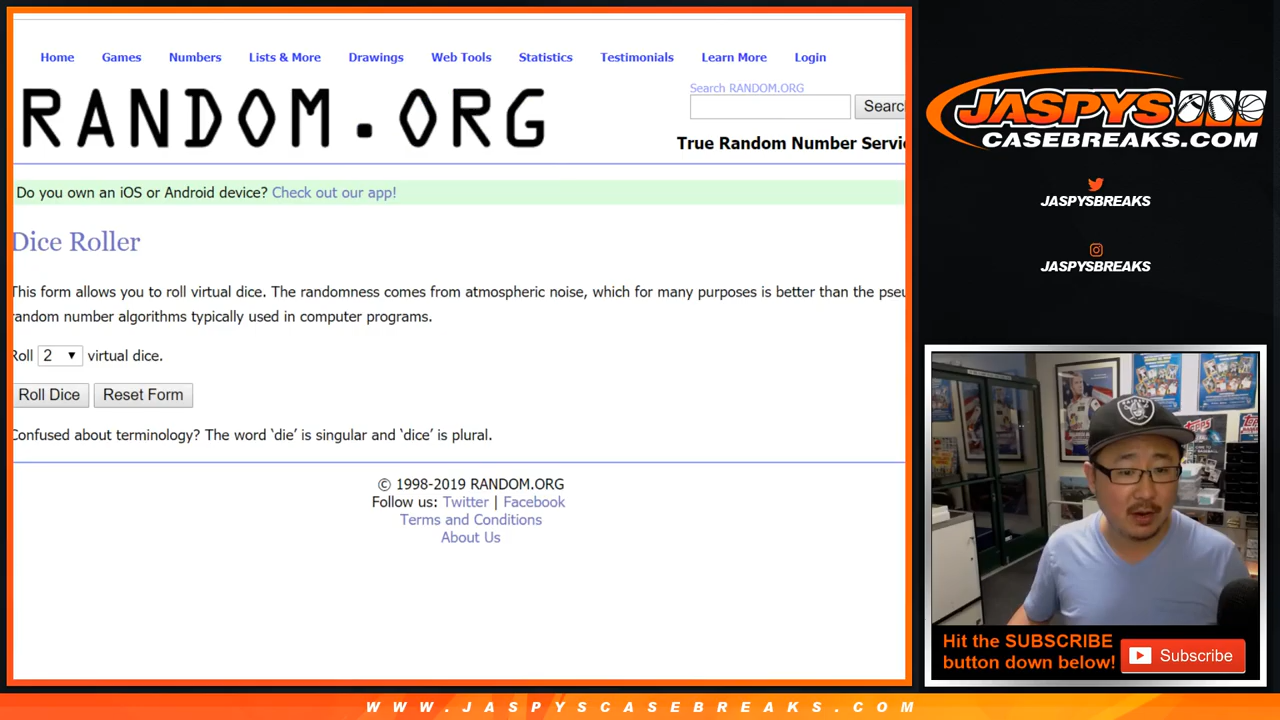 Home Games Numbers Lists & More Drawings Web Tools Statistics Testimonials Learn More Login
RANDOM.ORG
Search RANDOM.ORG
Searc
True Random Number Servi
Do you own an iOS or Android device? Check out our app!
Dice Roller
This form allows you to roll virtual dice. The randomness comes from atmospheric noise, which for many purposes is better than the pseu
random number algorithms typically used in computer programs.
Roll 2 virtual dice.
Roll Dice Reset Form
Confused about terminology? The word ‘die’ is singular and ‘dice’ is plural.
© 1998-2019 RANDOM.ORG
Follow us: Twitter | Facebook
Terms and Conditions
About Us
JASPYS
CASEBREAKS.COM
JASPYSBREAKS
JASPYSBREAKS
topps
Hit the SUBSCRIBE
button down below!
Subscribe
WWW.JASPYSCASEBREAKS.COM